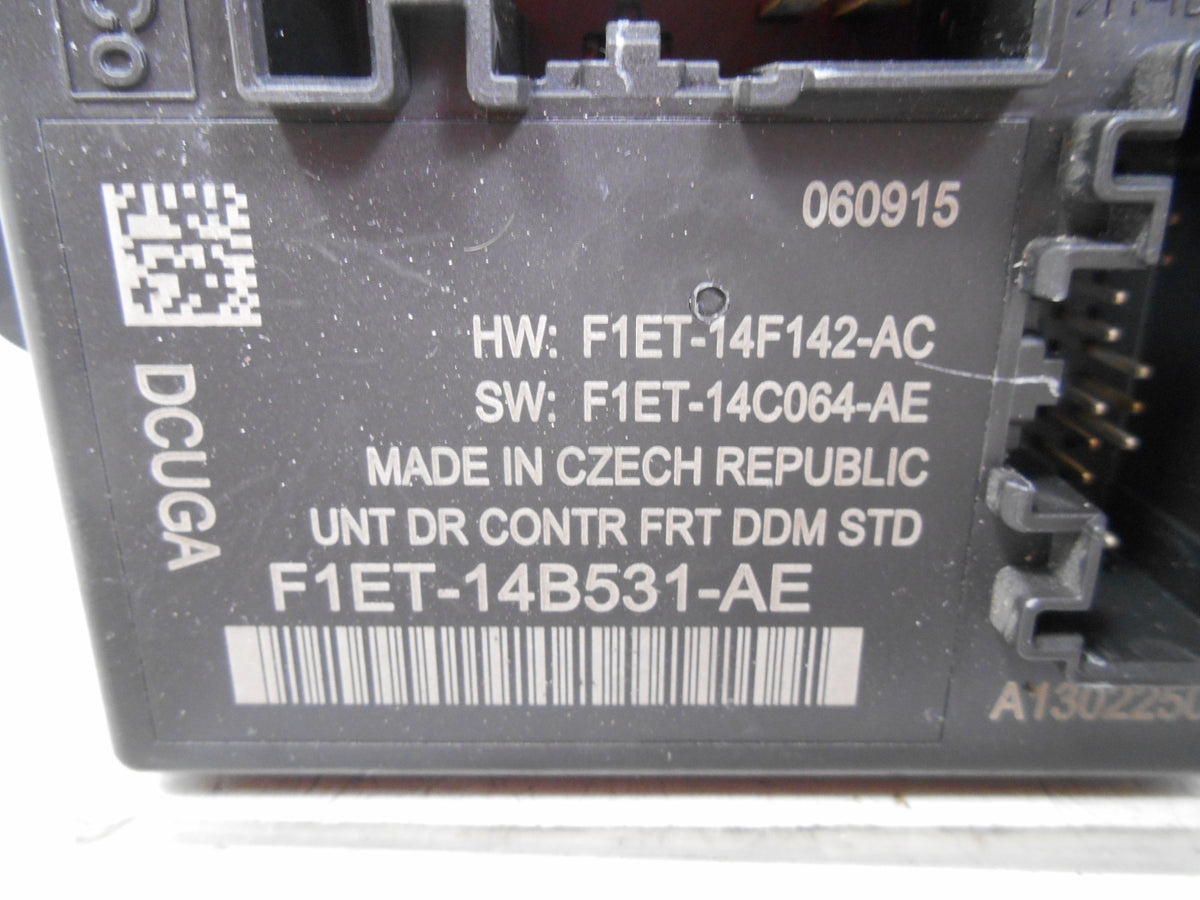 060915
HW: F1ET-14F142-AC
SW: F1ET-14C064-AE
MADE IN CZECH REPUBLIC
UNT DR CONTR FRT DDM STD
F1ET-14B531-AE
DCUGA